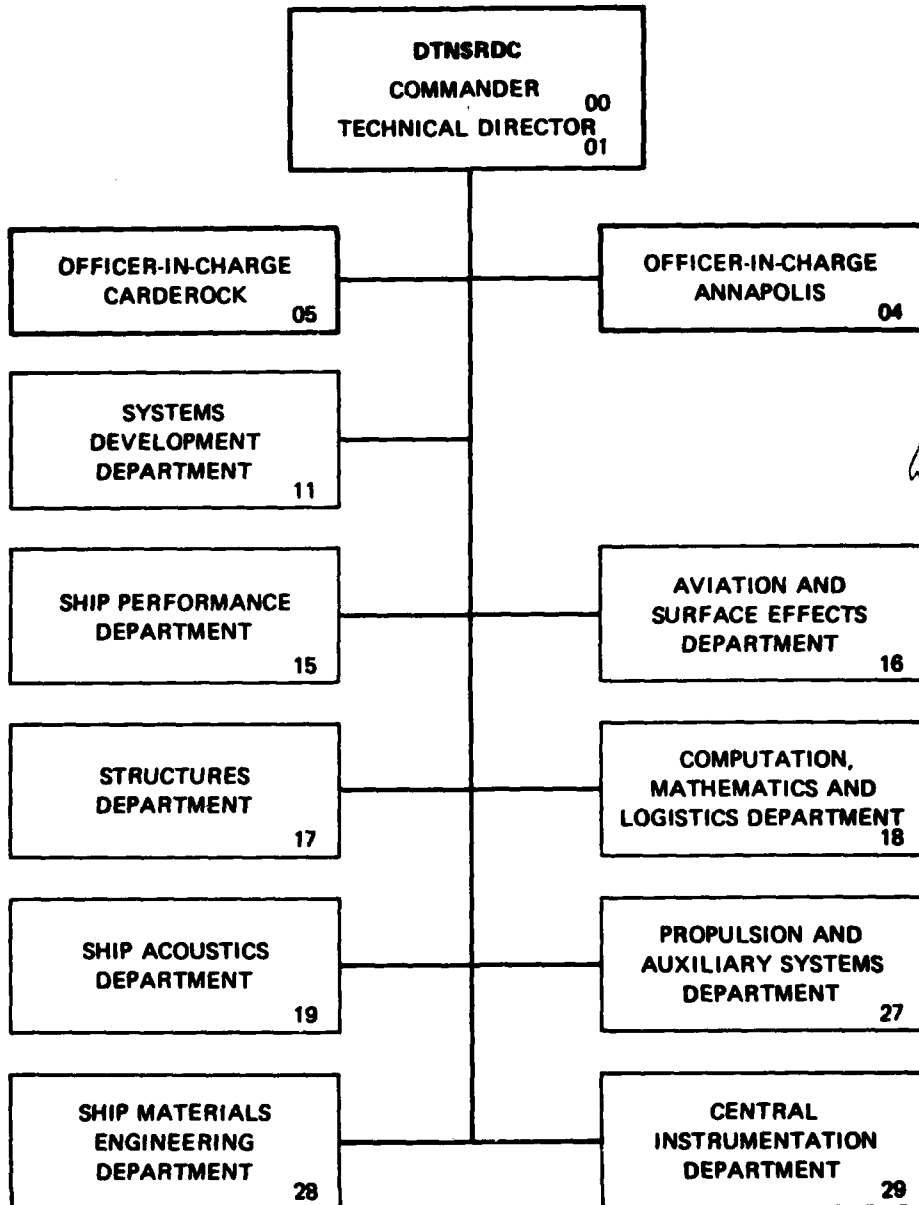 DTNSRDC
COMMANDER 00
TECHNICAL DIRECTOR 01
OFFICER-IN-CHARGE
CARDEROCK
05
OFFICER-IN-CHARGE
ANNAPOLIS
04
SYSTEMS
DEVELOPMENT
DEPARTMENT
11
SHIP PERFORMANCE
DEPARTMENT
15
AVIATION AND
SURFACE EFFECTS
DEPARTMENT
16
STRUCTURES
DEPARTMENT
17
COMPUTATION,
MATHEMATICS AND
LOGISTICS DEPARTMENT
18
SHIP ACOUSTICS
DEPARTMENT
19
PROPULSION AND
AUXILIARY SYSTEMS
DEPARTMENT
27
SHIP MATERIALS
ENGINEERING
DEPARTMENT
28
CENTRAL
INSTRUMENTATION
DEPARTMENT
29